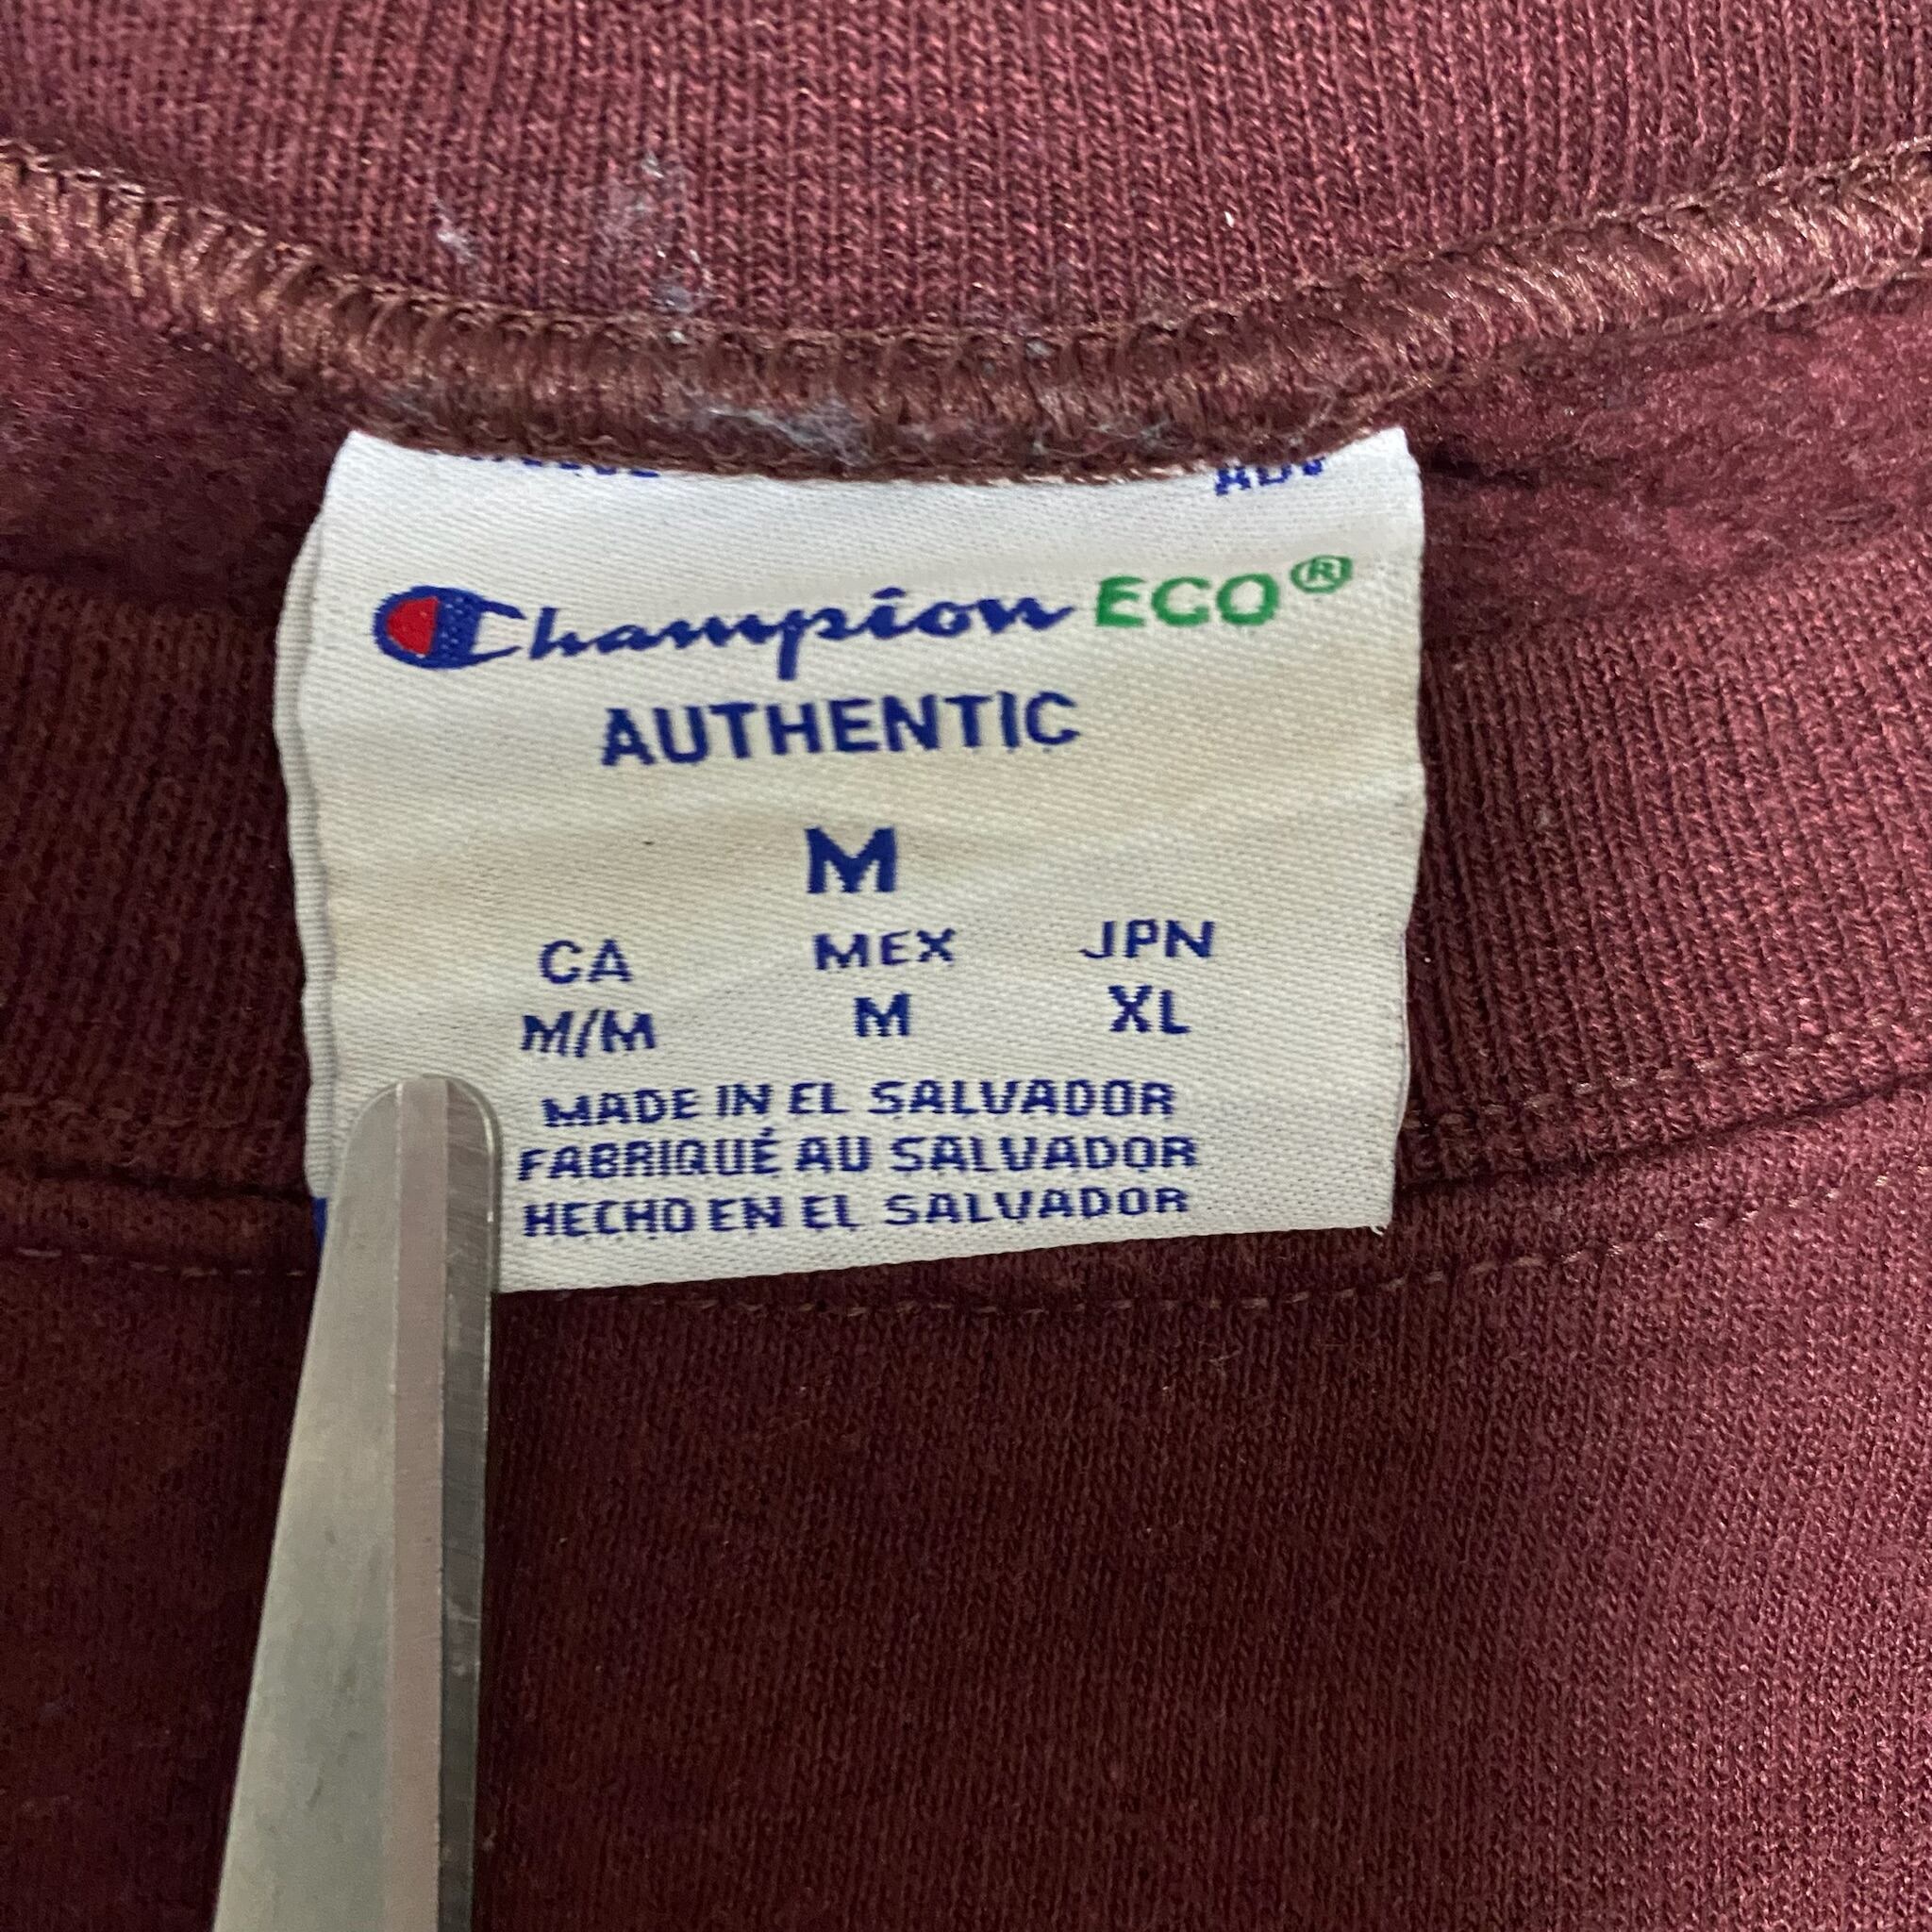 Champion ECO®
AUTHENTIC
M
CA MEX JPN
M/M M XL
MADE IN EL SALVADOR
FABRIQUÉ AU SALVADOR
HECHO EN EL SALVADOR